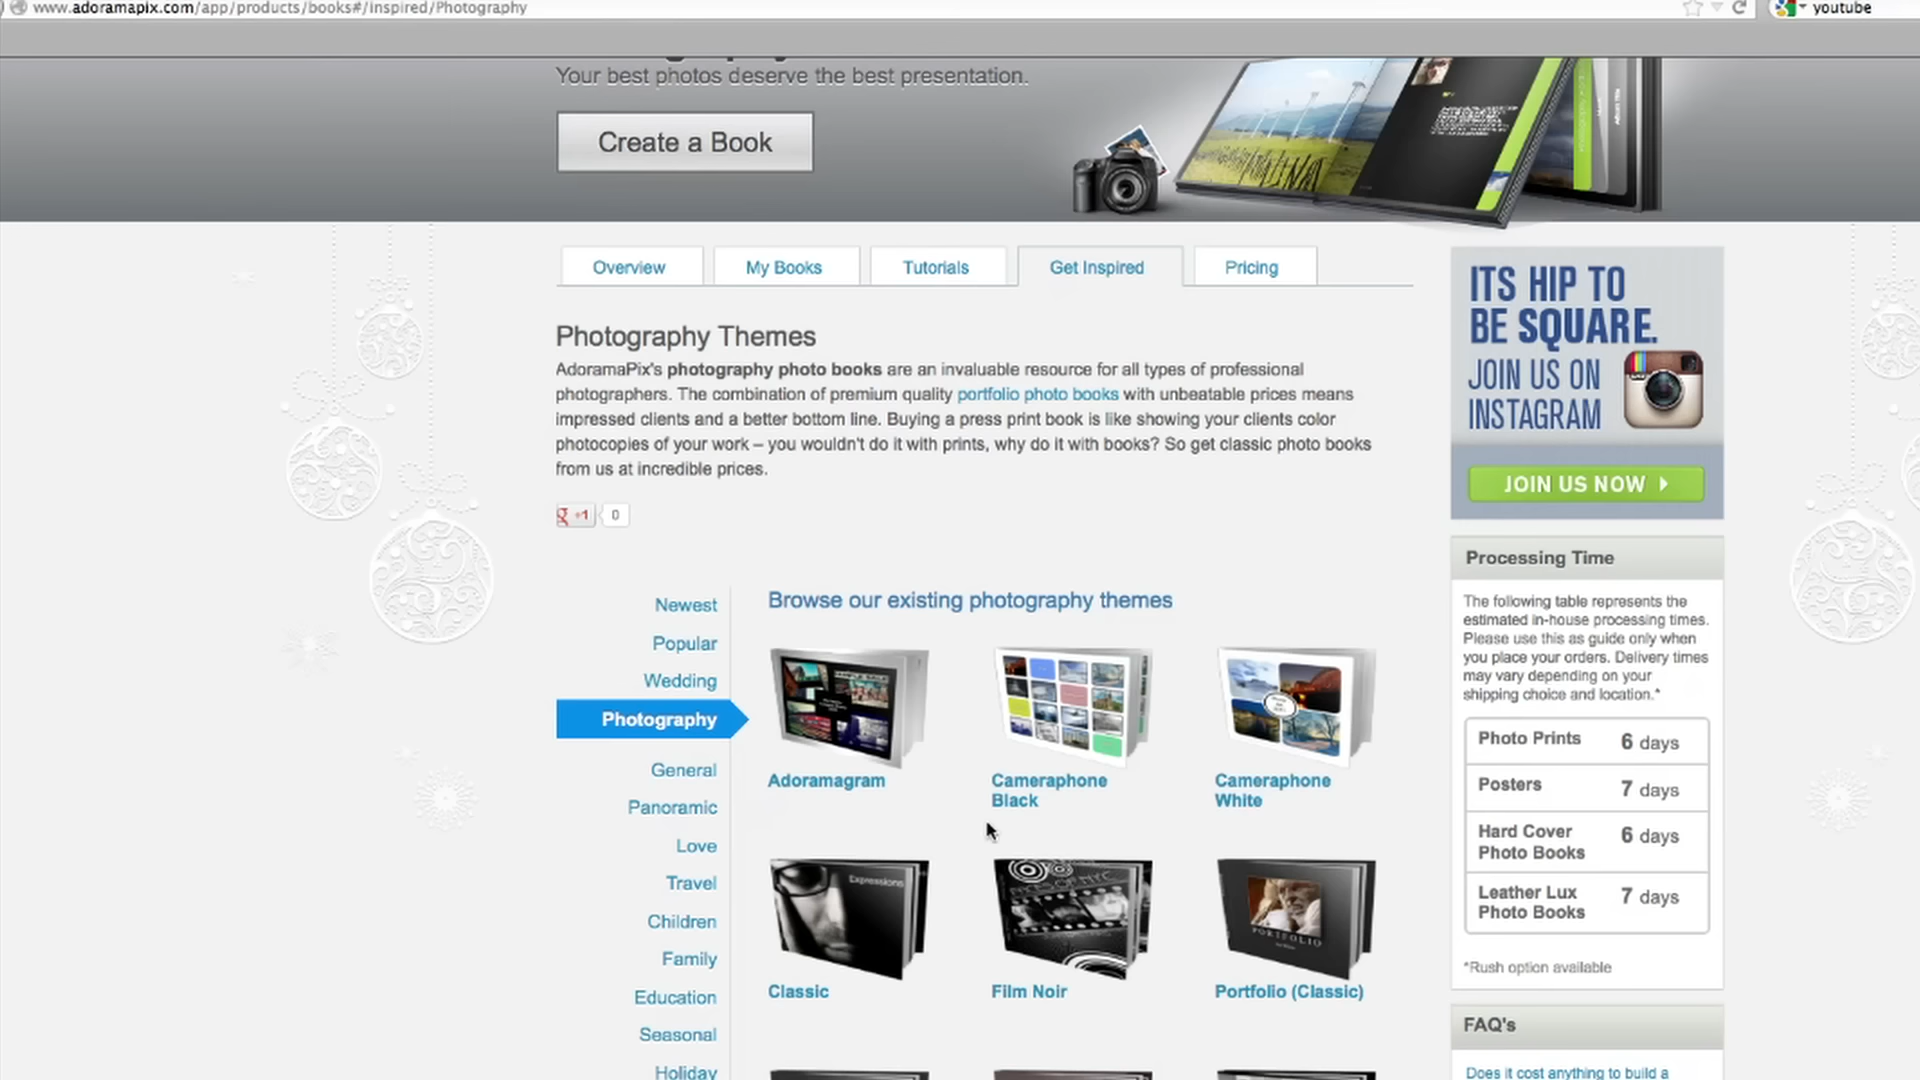 www.adoramapix.com/app/products/books#/inspired/Photography
youtube
Your best photos deserve the best presentation.
Create a Book
Overview
My Books
Tutorials
Get Inspired
Pricing
Photography Themes
AdoramaPix's photography photo books are an invaluable resource for all types of professional
photographers. The combination of premium quality portfolio photo books with unbeatable prices means
impressed clients and a better bottom line. Buying a press print book is like showing your clients color
photocopies of your work – you wouldn't do it with prints, why do it with books? So get classic photo books
from us at incredible prices.
+1
0
Newest
Popular
Wedding
Photography
General
Panoramic
Love
Travel
Children
Family
Education
Seasonal
Holiday
Browse our existing photography themes
Adoramagram
Cameraphone
Black
Cameraphone
White
Expressions
PORTFOLIO
Classic
Film Noir
Portfolio (Classic)
ITS HIP TO
BE SQUARE.
JOIN US ON
INSTAGRAM
JOIN US NOW
Processing Time
The following table represents the
estimated in-house processing times.
Please use this as guide only when
you place your orders. Delivery times
may vary depending on your
shipping choice and location.*
Photo Prints 6 days
Posters 7 days
Hard Cover
Photo Books 6 days
Leather Lux
Photo Books 7 days
*Rush option available
FAQ's
Does it cost anything to build a